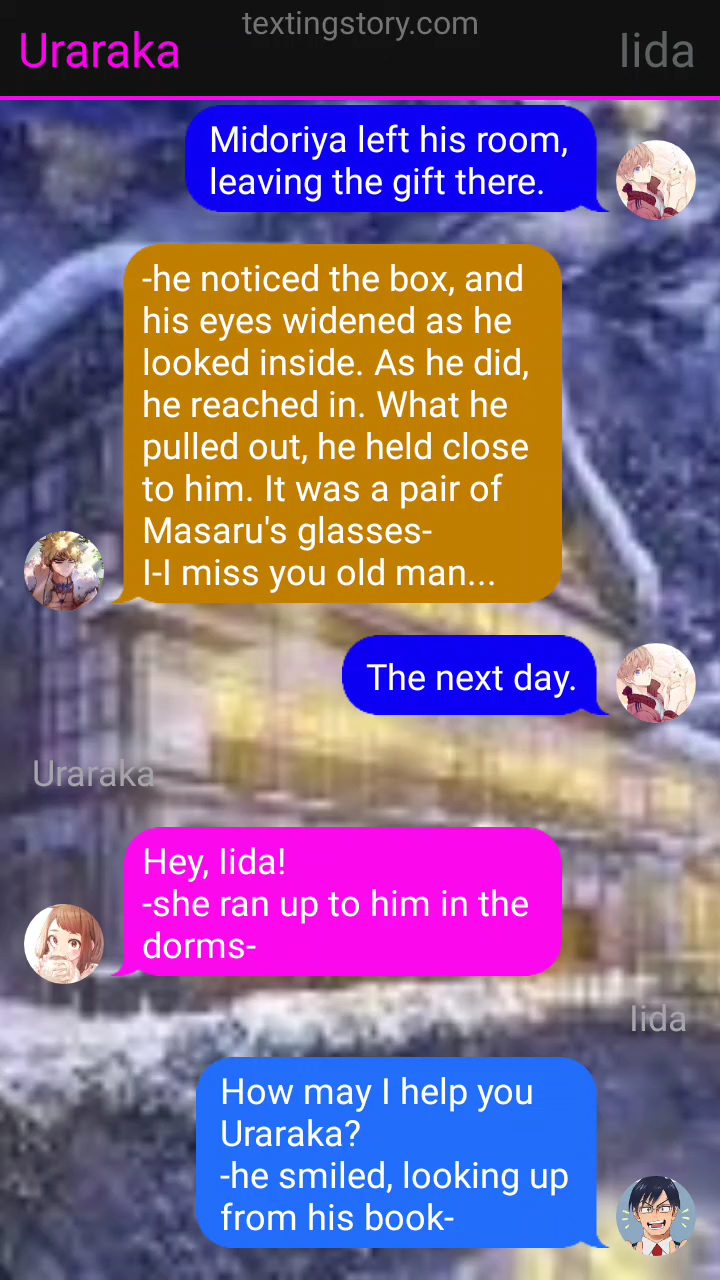 textingstory.com
Uraraka
Iida
Midoriya left his room,
leaving the gift there.
-he noticed the box, and
his eyes widened as he
looked inside. As he did,
he reached in. What he
pulled out, he held close
to him. It was a pair of
Masaru's glasses-
I-I miss you old man...
The next day.
Uraraka
Hey, Iida!
-she ran up to him in the
dorms-
Iida
How may I help you
Uraraka?
-he smiled, looking up
from his book-